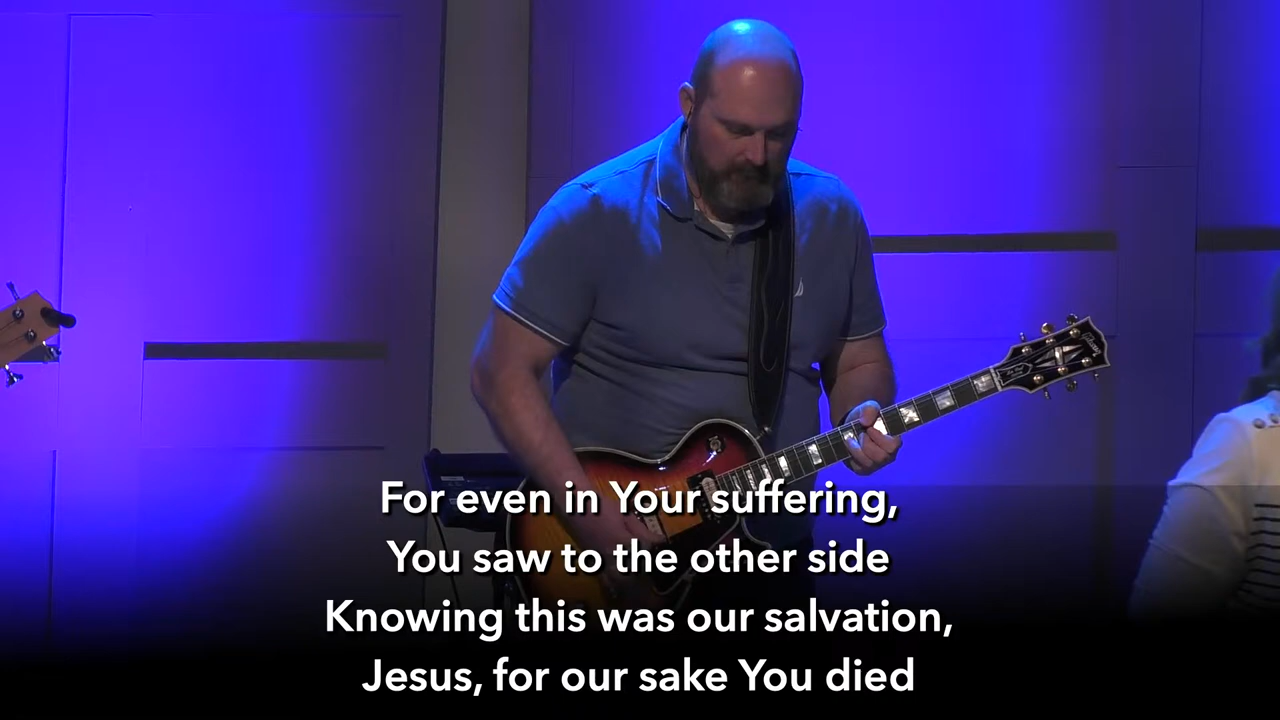 Gibson
For even in Your suffering,
You saw to the other side
Knowing this was our salvation,
Jesus, for our sake You died